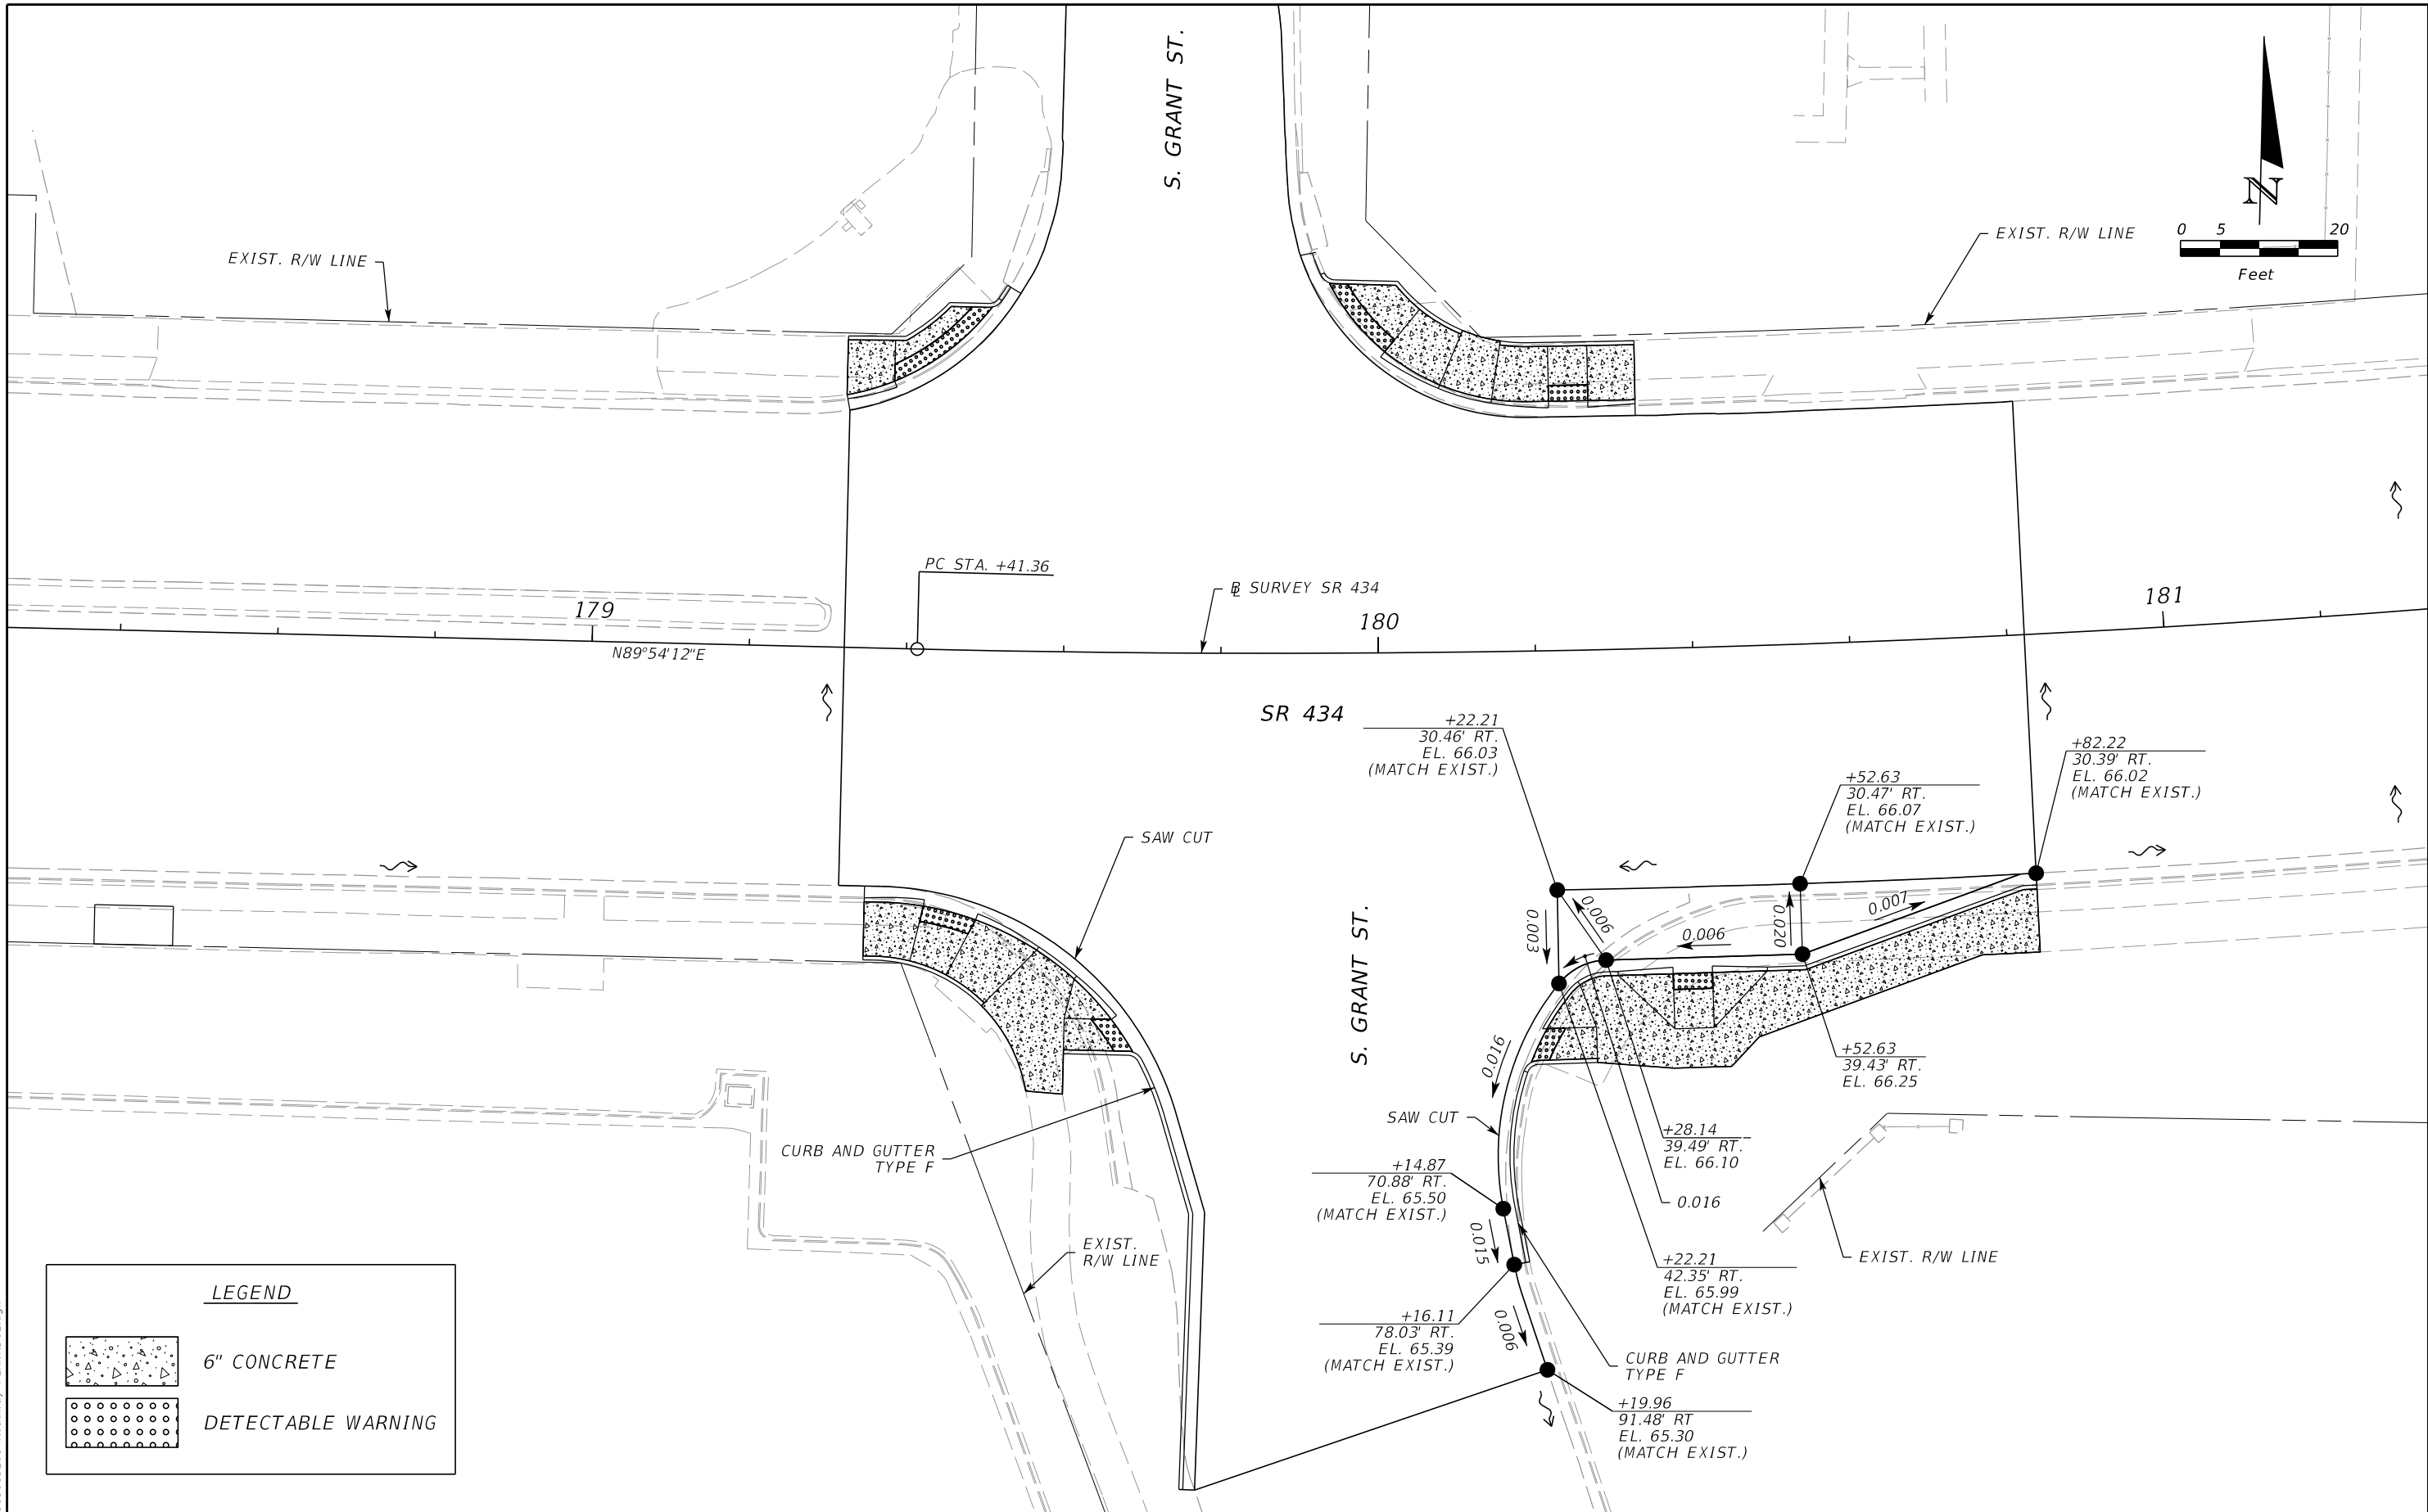 S. GRANT ST.
N
0 5 20
Feet
EXIST. R/W LINE
EXIST. R/W LINE
PC STA. +41.36
BL SURVEY SR 434
179
180
181
N89°54'12"E
SR 434
+22.21
30.46' RT.
EL. 66.03
(MATCH EXIST.)
+52.63
30.47' RT.
EL. 66.07
(MATCH EXIST.)
+82.22
30.39' RT.
EL. 66.02
(MATCH EXIST.)
SAW CUT
0.003
0.006
0.006
0.020
0.007
S. GRANT ST.
0.016
SAW CUT
+52.63
39.43' RT.
EL. 66.25
+28.14
39.49' RT.
EL. 66.10
0.016
CURB AND GUTTER
TYPE F
+14.87
70.88' RT.
EL. 65.50
(MATCH EXIST.)
0.015
EXIST.
R/W LINE
+22.21
42.35' RT.
EL. 65.99
(MATCH EXIST.)
EXIST. R/W LINE
+16.11
78.03' RT.
EL. 65.39
(MATCH EXIST.)
0.006
CURB AND GUTTER
TYPE F
+19.96
91.48' RT
EL. 65.30
(MATCH EXIST.)
LEGEND
6" CONCRETE
DETECTABLE WARNING